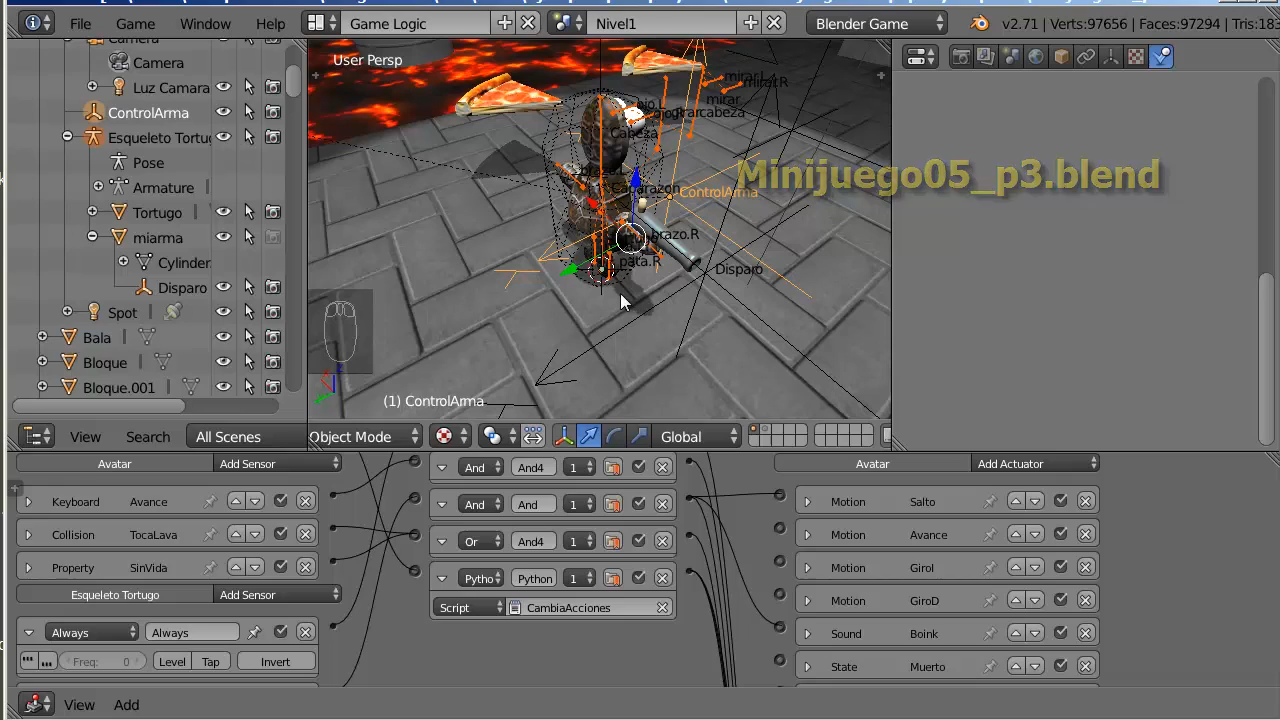 File Game Window Help Game Logic Nivel1 Blender Game v2.71 | Verts:97656 | Faces:97294 | Tris:18
Camera
Luz Camara
ControlArma
Esqueleto Tortug
Pose
Armature
Tortugo
miarma
Cylinder
Disparo
Spot
Bala
Bloque
Bloque.001
View Search All Scenes
User Persp
mirar.R
mirar
cabeza
Cabeza
Caparazon
ControlArma
brazo.R
pata.R
Disparo
(1) ControlArma
Minijuego05_p3.blend
Object Mode Global
Avatar Add Sensor
Keyboard Avance
Collision TocaLava
Property SinVida
Esqueleto Tortugo Add Sensor
Always Always
Freq: 0 Level Tap Invert
And And4 1
And And 1
Or And4 1
Pytho Python 1
Script CambiaAcciones
Avatar Add Actuator
Motion Salto
Motion Avance
Motion GiroI
Motion GiroD
Sound Boink
State Muerto
View Add